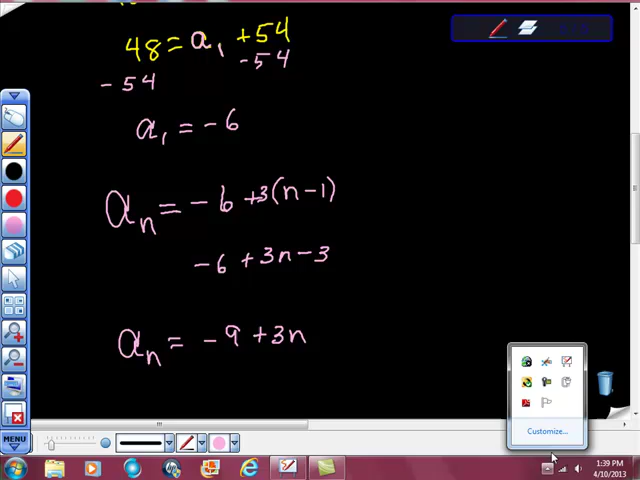 48 = a₁ + 54
- 54 - 54
a₁ = - 6
aₙ = - 6 + 3(n - 1)
- 6 + 3n - 3
aₙ = - 9 + 3n
Customize...
MENU
1:39 PM
4/10/2013